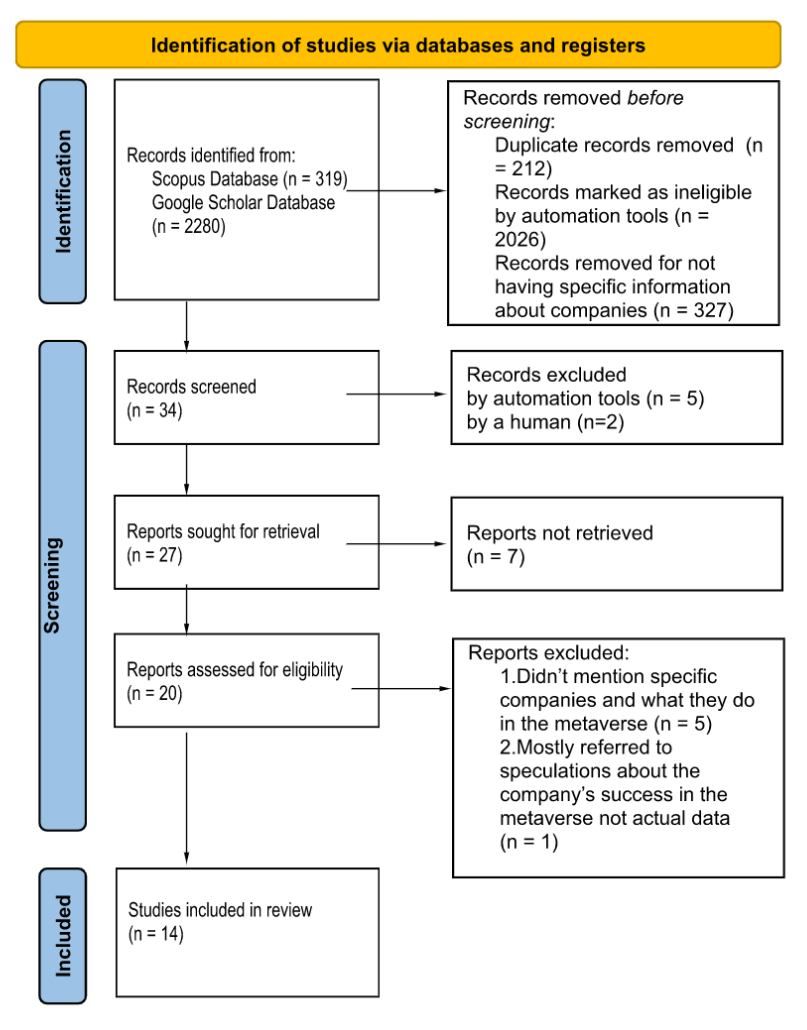 Identification of studies via databases and registers
Identification
Records identified from:
Scopus Database (n = 319)
Google Scholar Database
(n = 2280)
Records removed before
screening:
Duplicate records removed (n
= 212)
Records marked as ineligible
by automation tools (n =
2026)
Records removed for not
having specific information
about companies (n = 327)
Screening
Records screened
(n = 34)
Records excluded
by automation tools (n = 5)
by a human (n=2)
Reports sought for retrieval
(n = 27)
Reports not retrieved
(n = 7)
Reports assessed for eligibility
(n = 20)
Reports excluded:
1.Didn’t mention specific
companies and what they do
in the metaverse (n = 5)
2.Mostly referred to
speculations about the
company’s success in the
metaverse not actual data
(n = 1)
Included
Studies included in review
(n = 14)